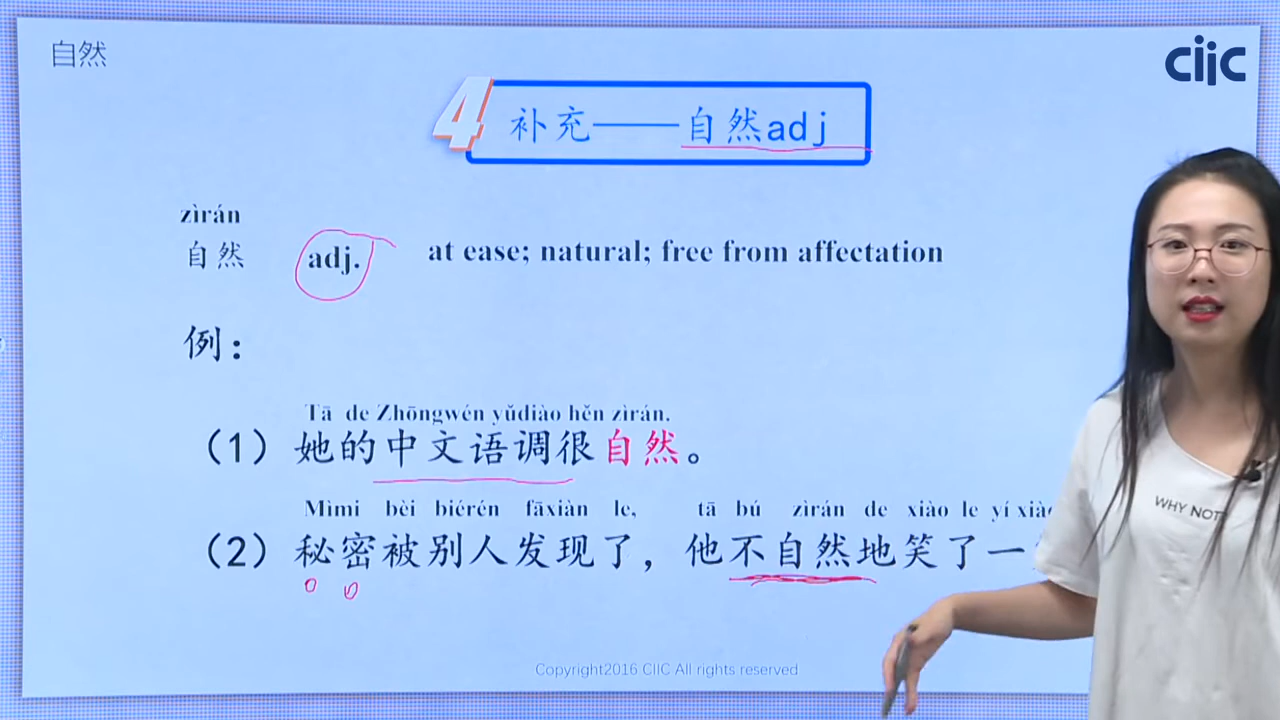 自然
ciic
4 补充——自然adj
zìrán
自然 adj. at ease; natural; free from affectation
例：
Tā de Zhōngwén yǔdiào hěn zìrán.
（1）她的中文语调很自然。
Mìmi bèi biérén fāxiàn le, tā bú zìrán de xiào le yí xià
（2）秘密被别人发现了，他不自然地笑了一
WHY NOT
Copyright2016 CIIC All rights reserved